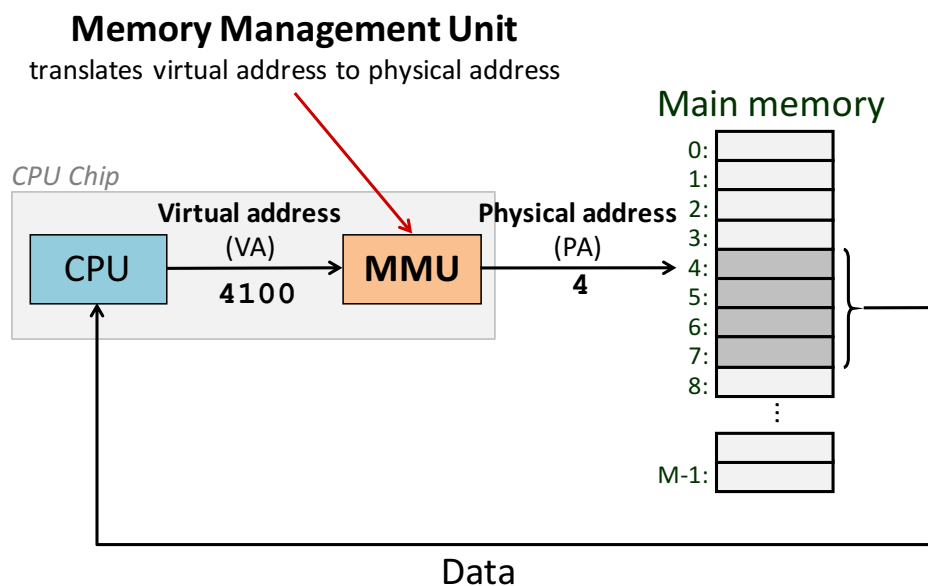 Memory Management Unit
translates virtual address to physical address
Main memory
CPU Chip
Virtual address
(VA)
4100
CPU
MMU
Physical address
(PA)
4
0:
1:
2:
3:
4:
5:
6:
7:
8:
⋮
M-1:
Data